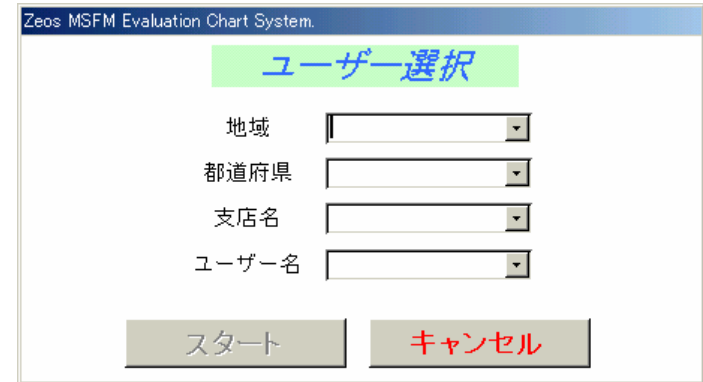 Zeos MSFM Evaluation Chart System.
ユーザー選択
地域
都道府県
支店名
ユーザー名
スタート キャンセル